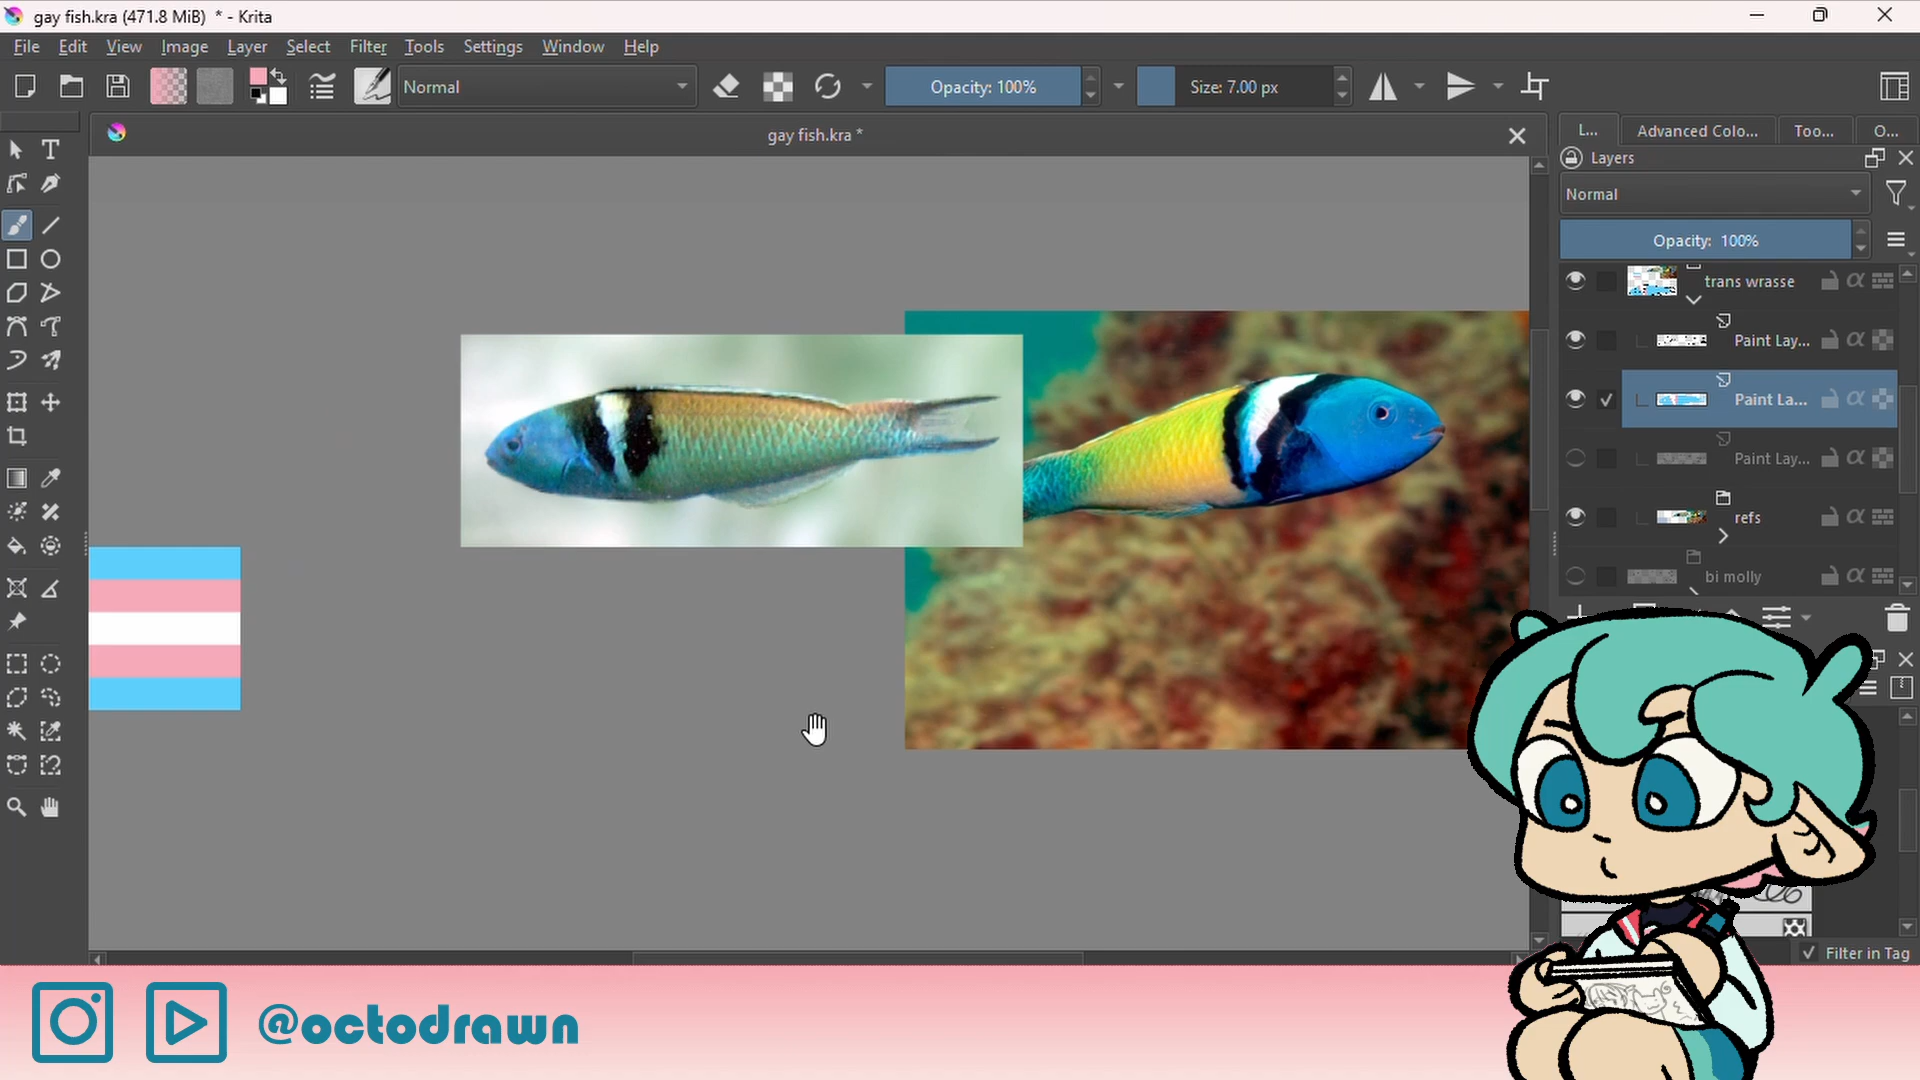 gay fish.kra (471.8 MiB) * - Krita
File Edit View Image Layer Select Filter Tools Settings Window Help
Normal
Opacity: 100%
Size: 7.00 px
gay fish.kra *
L... Advanced Colo... Too... O...
Layers
Normal
Opacity: 100%
trans wrasse
Paint Lay...
Paint La...
Paint Lay...
refs
bi molly
Filter in Tag
@octodrawn